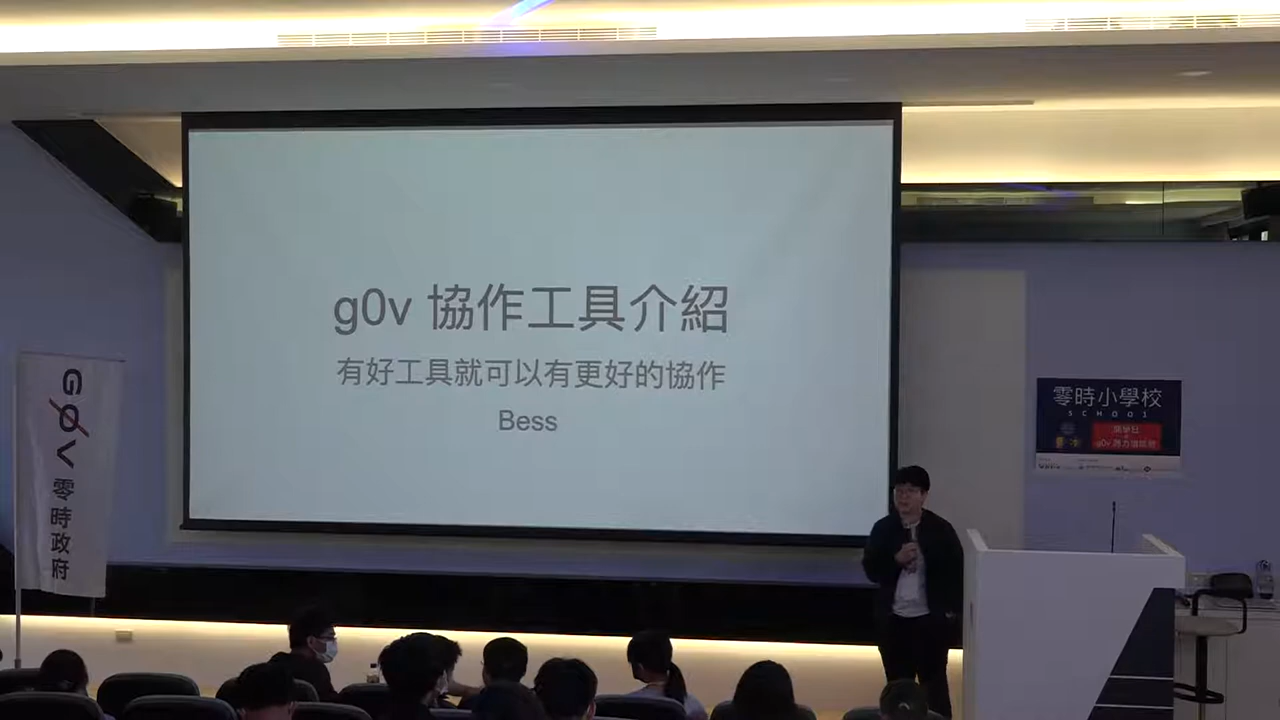 g0v 協作工具介紹
有好工具就可以有更好的協作
Bess
G0V 零時政府
零時小學校
SCHOOL